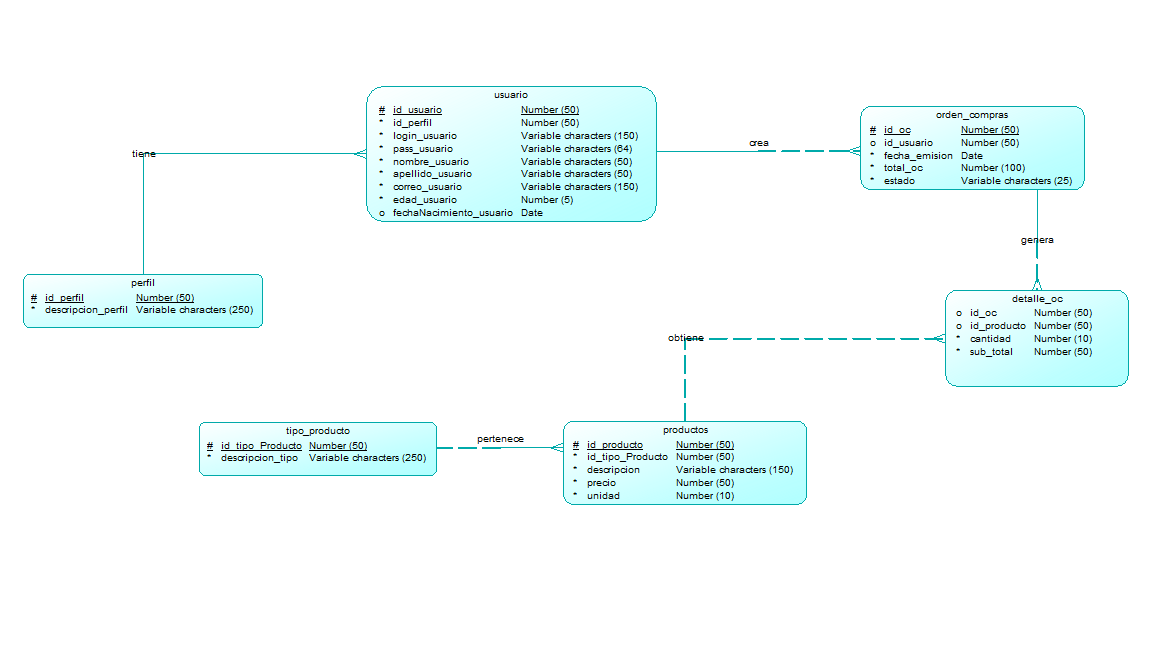 usuario
# id_usuario Number (50)
* id_perfil Number (50)
* login_usuario Variable characters (150)
* pass_usuario Variable characters (64)
* nombre_usuario Variable characters (50)
* apellido_usuario Variable characters (50)
* correo_usuario Variable characters (150)
* edad_usuario Number (5)
o fechaNacimiento_usuario Date
crea
orden_compras
# id_oc Number (50)
o id_usuario Number (50)
* fecha_emision Date
* total_oc Number (100)
* estado Variable characters (25)
tiene
genera
perfil
# id_perfil Number (50)
* descripcion_perfil Variable characters (250)
detalle_oc
o id_oc Number (50)
o id_producto Number (50)
* cantidad Number (10)
* sub_total Number (50)
obtiene
tipo_producto
# id_tipo_Producto Number (50)
* descripcion_tipo Variable characters (250)
pertenece
productos
# id_producto Number (50)
* id_tipo_Producto Number (50)
* descripcion Variable characters (150)
* precio Number (50)
* unidad Number (10)